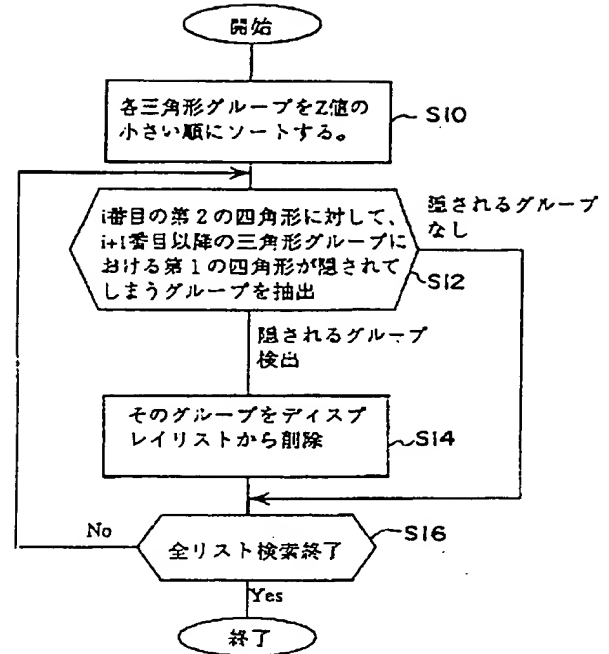 開始
各三角形グループをZ値の
小さい順にソートする。
S10
i番目の第2の四角形に対して、
i+1番目以降の三角形グループに
おける第1の四角形が隠されて
しまうグループを抽出
S12
隠されるグループ
なし
隠されるグループ
検出
そのグループをディスプ
レイリストから削除
S14
No
全リスト検索終了
S16
Yes
終了